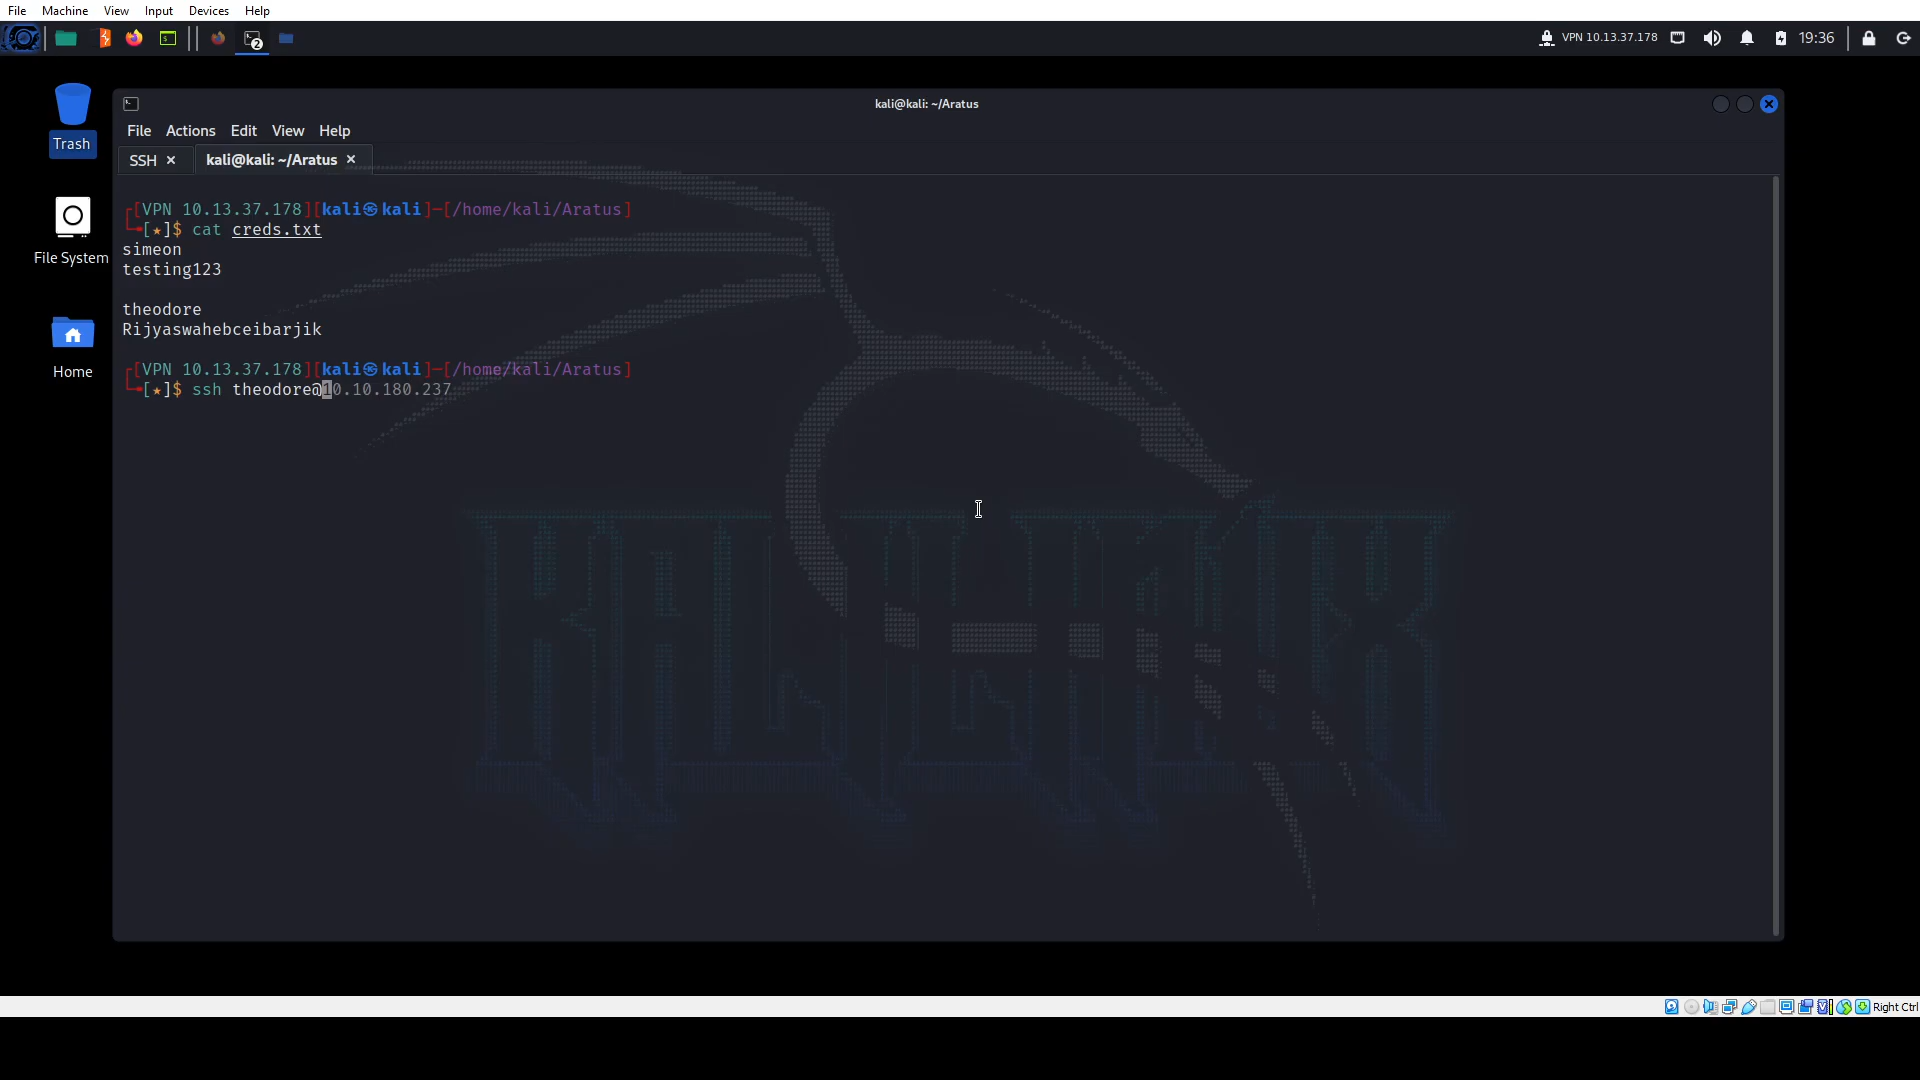 File Machine View Input Devices Help
2 VPN 10.13.37.178 19:36
kali@kali: ~/Aratus
File Actions Edit View Help
SSH × kali@kali: ~/Aratus ×
Trash
File System
Home
┌[VPN 10.13.37.178][kali㉿kali]─[/home/kali/Aratus]
└╼[★]$ cat creds.txt
simeon
testing123
theodore
Rijyaswahebceibarjik
┌[VPN 10.13.37.178][kali㉿kali]─[/home/kali/Aratus]
└╼[★]$ ssh theodore@10.10.180.237
KALI LINUX
Right Ctrl